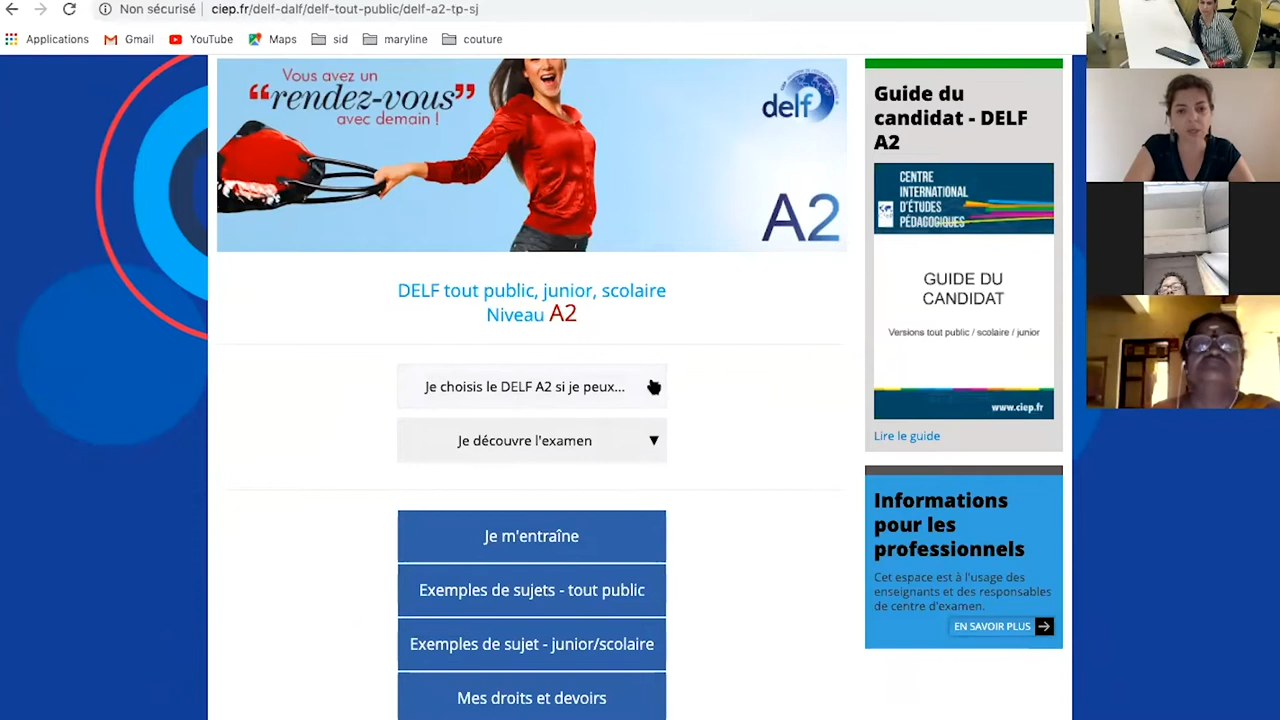 Non sécurisé
ciep.fr/delf-dalf/delf-tout-public/delf-a2-tp-sj
Applications
Gmail
YouTube
Maps
sid
maryline
couture
Vous avez un
“rendez-vous”
avec demain !
delf
A2
DELF tout public, junior, scolaire
Niveau A2
Je choisis le DELF A2 si je peux...
Je découvre l'examen
Je m'entraîne
Exemples de sujets - tout public
Exemples de sujet - junior/scolaire
Mes droits et devoirs
Guide du
candidat - DELF
A2
CENTRE
INTERNATIONAL
D'ÉTUDES
PÉDAGOGIQUES
GUIDE DU
CANDIDAT
Versions tout public / scolaire / junior
www.ciep.fr
Lire le guide
Informations
pour les
professionnels
Cet espace est à l'usage des
enseignants et des responsables
de centre d'examen.
EN SAVOIR PLUS